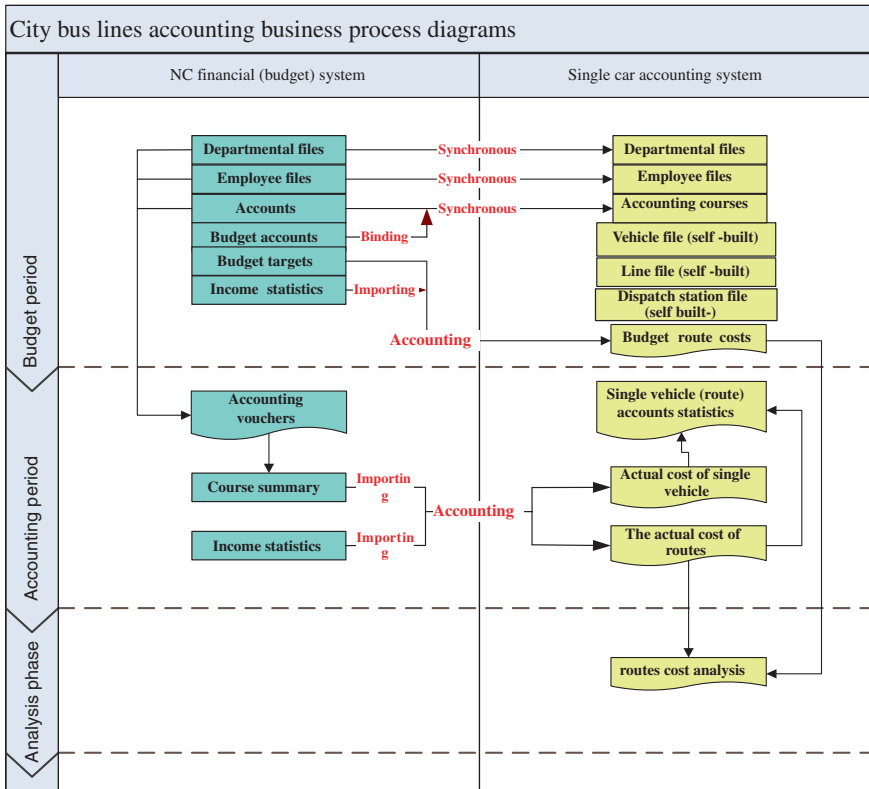 City bus lines accounting business process diagrams
NC financial (budget) system
Single car accounting system
Budget period
Departmental files
Synchronous
Departmental files
Employee files
Synchronous
Employee files
Accounts
Synchronous
Accounting courses
Budget accounts
Binding
Vehicle file (self -built)
Budget targets
Line file (self -built)
Income statistics
Importing
Dispatch station file
(self built-)
Accounting
Budget route costs
Accounting period
Accounting
vouchers
Single vehicle (route)
accounts statistics
Course summary
Importin
g
Accounting
Actual cost of single
vehicle
Income statistics
Importin
g
The actual cost of
routes
Analysis phase
routes cost analysis